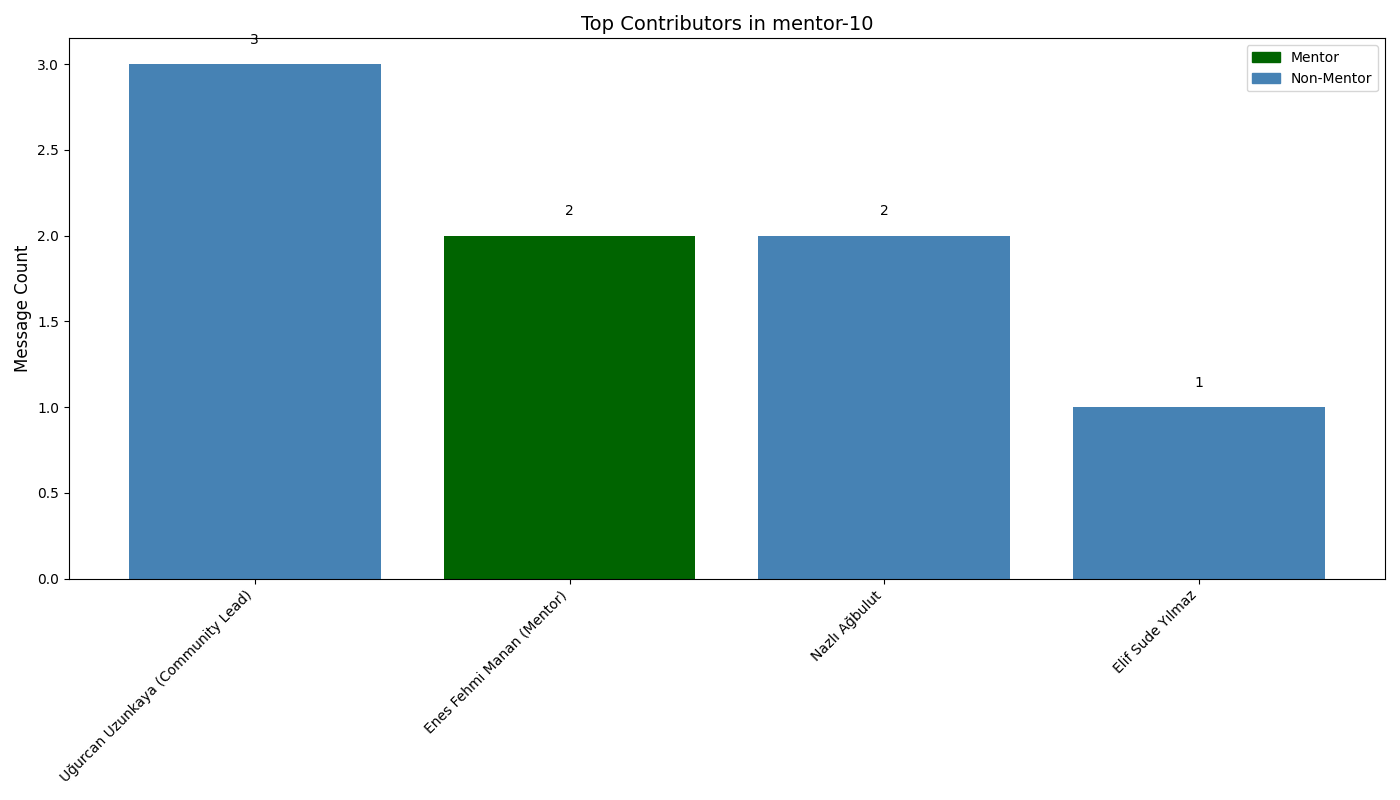 Top Contributors in mentor-10
Mentor
Non-Mentor
Message Count
3.0
2.5
2.0
1.5
1.0
0.5
0.0
3
2
2
1
Uğurcan Uzunkaya (Community Lead)
Enes Fehmi Manan (Mentor)
Nazlı Ağbulut
Elif Sude Yılmaz